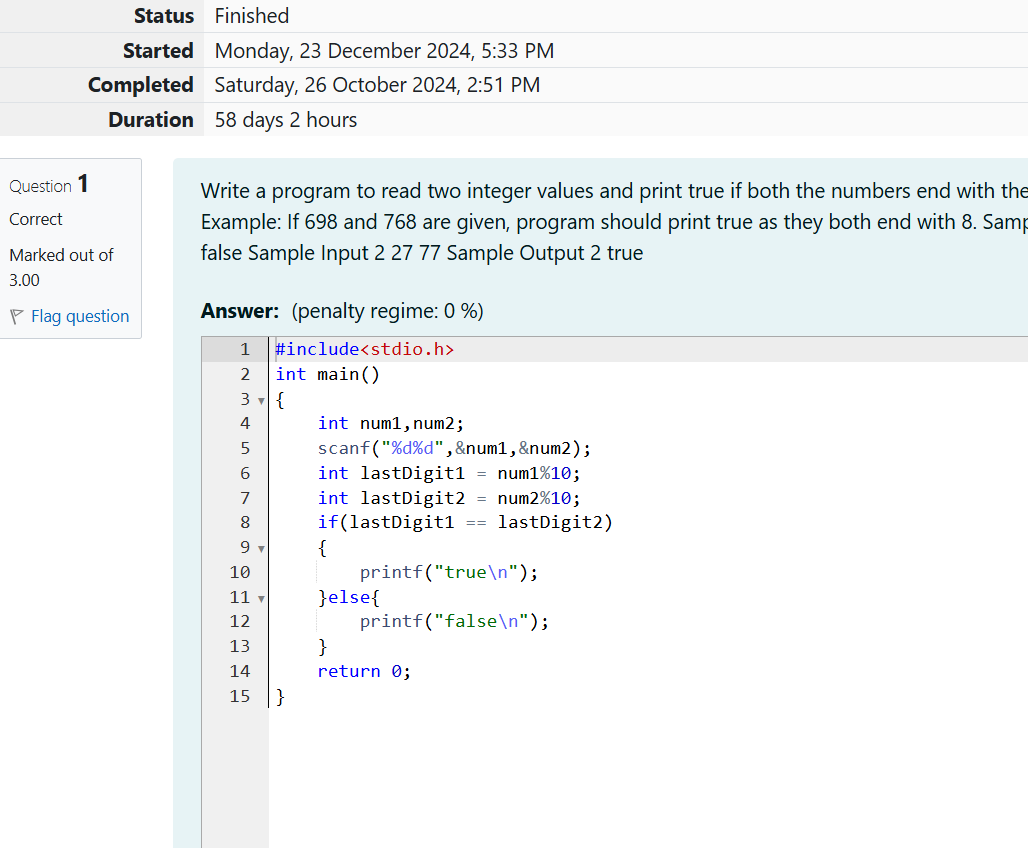 Status Finished
Started Monday, 23 December 2024, 5:33 PM
Completed Saturday, 26 October 2024, 2:51 PM
Duration 58 days 2 hours
Question 1
Correct
Marked out of
3.00
Flag question
Write a program to read two integer values and print true if both the numbers end with the
Example: If 698 and 768 are given, program should print true as they both end with 8. Samp
false Sample Input 2 27 77 Sample Output 2 true
Answer: (penalty regime: 0 %)
1 #include<stdio.h>
2 int main()
3 {
4 int num1,num2;
5 scanf("%d%d",&num1,&num2);
6 int lastDigit1 = num1%10;
7 int lastDigit2 = num2%10;
8 if(lastDigit1 == lastDigit2)
9 {
10 printf("true\n");
11 }else{
12 printf("false\n");
13 }
14 return 0;
15 }